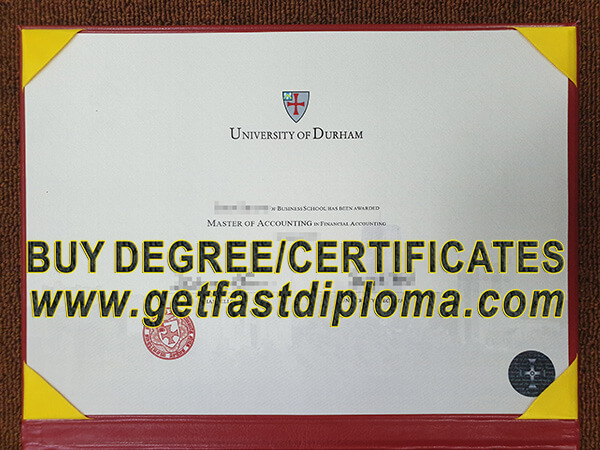 UNIVERSITY OF DURHAM
BUSINESS SCHOOL HAS BEEN AWARDED
MASTER OF ACCOUNTING IN FINANCIAL ACCOUNTING
BUY DEGREE/CERTIFICATES
www.getfastdiploma.com